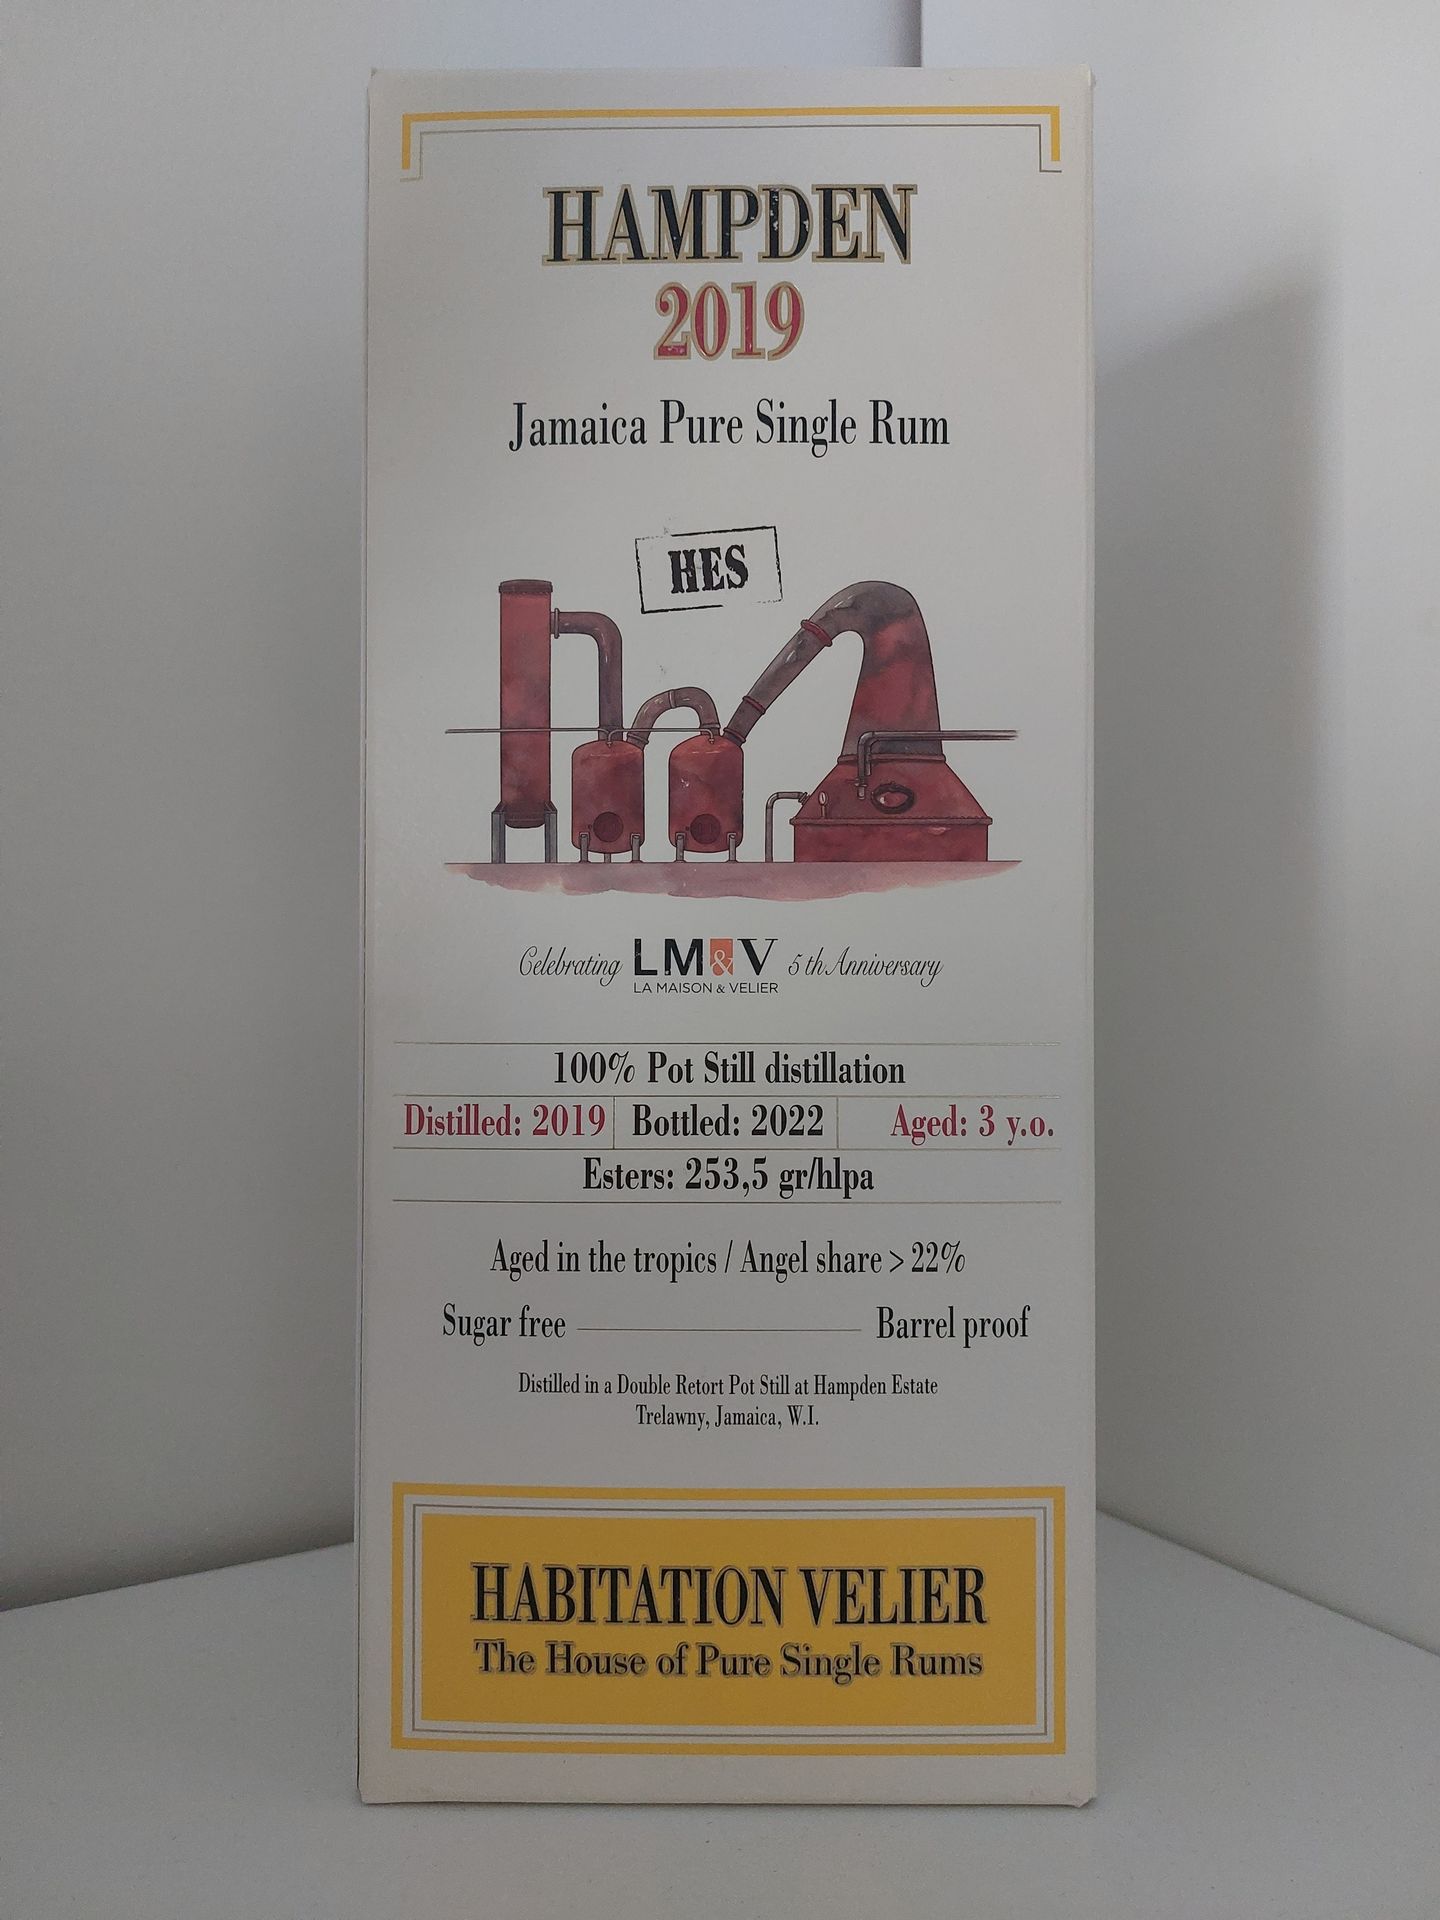 HAMPDEN
2019
Jamaica Pure Single Rum
HES
Celebrating LM&V 5th Anniversary
LA MAISON & VELIER
100% Pot Still distillation
Distilled: 2019 Bottled: 2022 Aged: 3 y.o.
Esters: 253,5 gr/hlpa
Aged in the tropics / Angel share > 22%
Sugar free Barrel proof
Distilled in a Double Retort Pot Still at Hampden Estate
Trelawny, Jamaica, W.I.
HABITATION VELIER
The House of Pure Single Rums